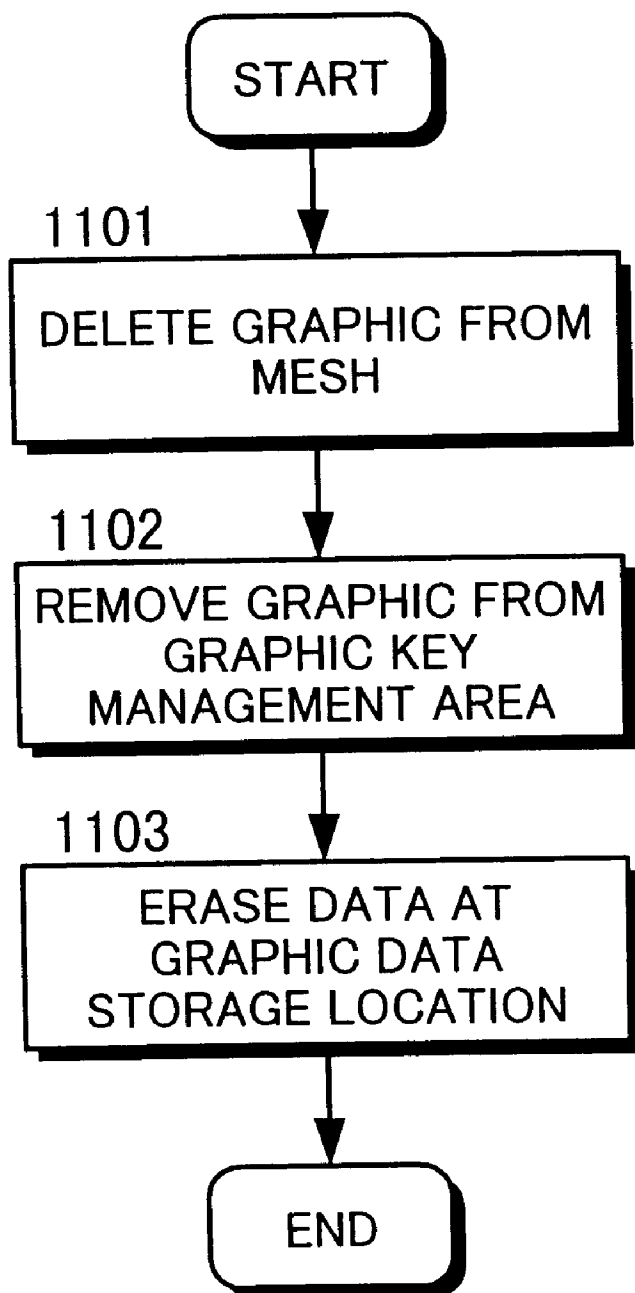 START
1101
DELETE GRAPHIC FROM
MESH
1102
REMOVE GRAPHIC FROM
GRAPHIC KEY
MANAGEMENT AREA
1103
ERASE DATA AT
GRAPHIC DATA
STORAGE LOCATION
END